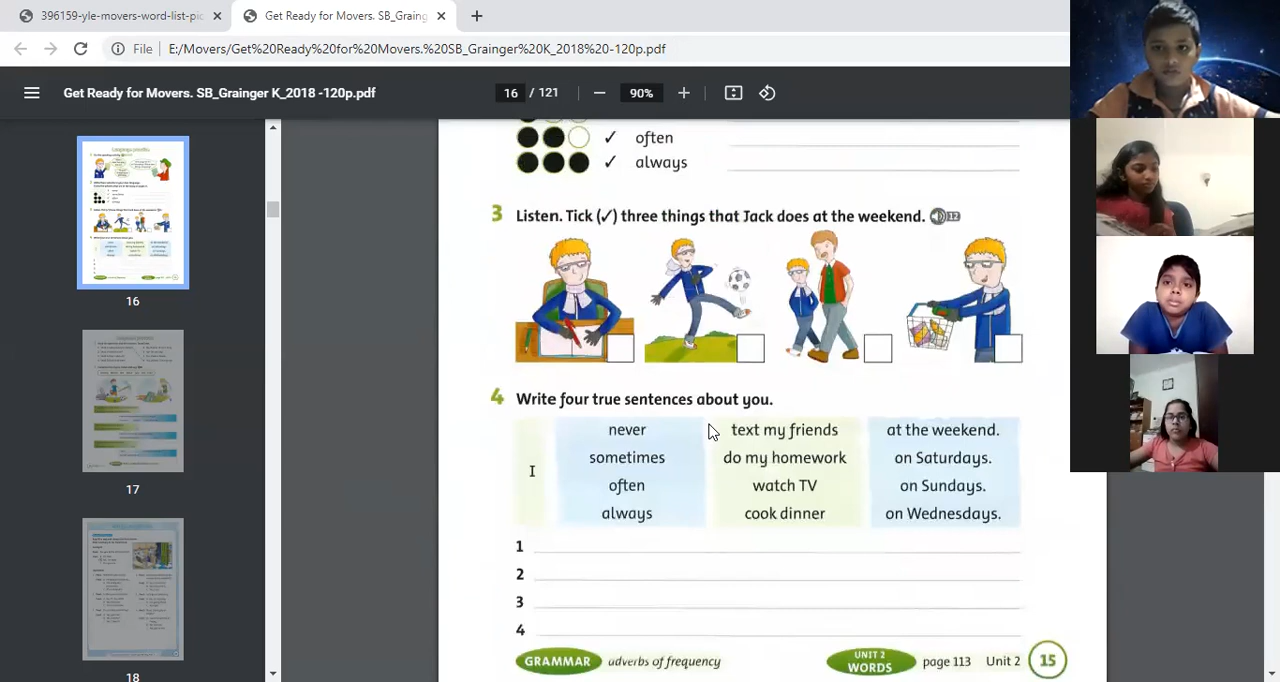 396159-yle-movers-word-list-pic
Get Ready for Movers. SB_Graing
File
E:/Movers/Get%20Ready%20for%20Movers.%20SB_Grainger%20K_2018%20-120p.pdf
Get Ready for Movers. SB_Grainger K_2018 -120p.pdf
16 / 121
90%
16
17
18
✓ often
✓ always
3 Listen. Tick (✓) three things that Jack does at the weekend. 12
4 Write four true sentences about you.
I
never
sometimes
often
always
text my friends
do my homework
watch TV
cook dinner
at the weekend.
on Saturdays.
on Sundays.
on Wednesdays.
1
2
3
4
GRAMMAR adverbs of frequency
UNIT 2 WORDS page 113 Unit 2 15